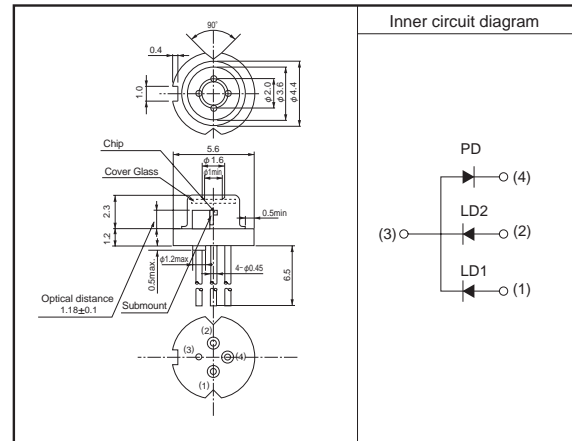 Inner circuit diagram
90°
0.4
1.0
ϕ2.0
ϕ3.6
ϕ4.4
Chip
Cover Glass
5.6
ϕ1.6
ϕ1min
2.3
1.2
0.5min
0.5max.
ϕ1.2max
4-ϕ0.45
6.5
Optical distance
1.18±0.1
Submount
(2)
(3)
(4)
(1)
PD
(4)
(3)
LD2
(2)
LD1
(1)